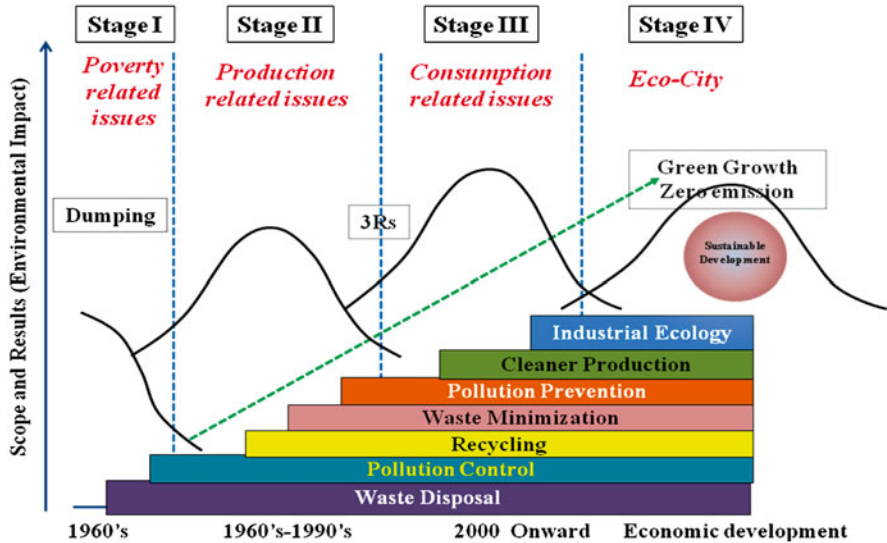 Stage I
Stage II
Stage III
Stage IV
Poverty
related
issues
Production
related issues
Consumption
related issues
Eco-City
Scope and Results (Environmental Impact)
Dumping
3Rs
Green Growth
Zero emission
Sustainable
Development
Industrial Ecology
Cleaner Production
Pollution Prevention
Waste Minimization
Recycling
Pollution Control
Waste Disposal
1960's
1960's-1990's
2000 Onward
Economic development